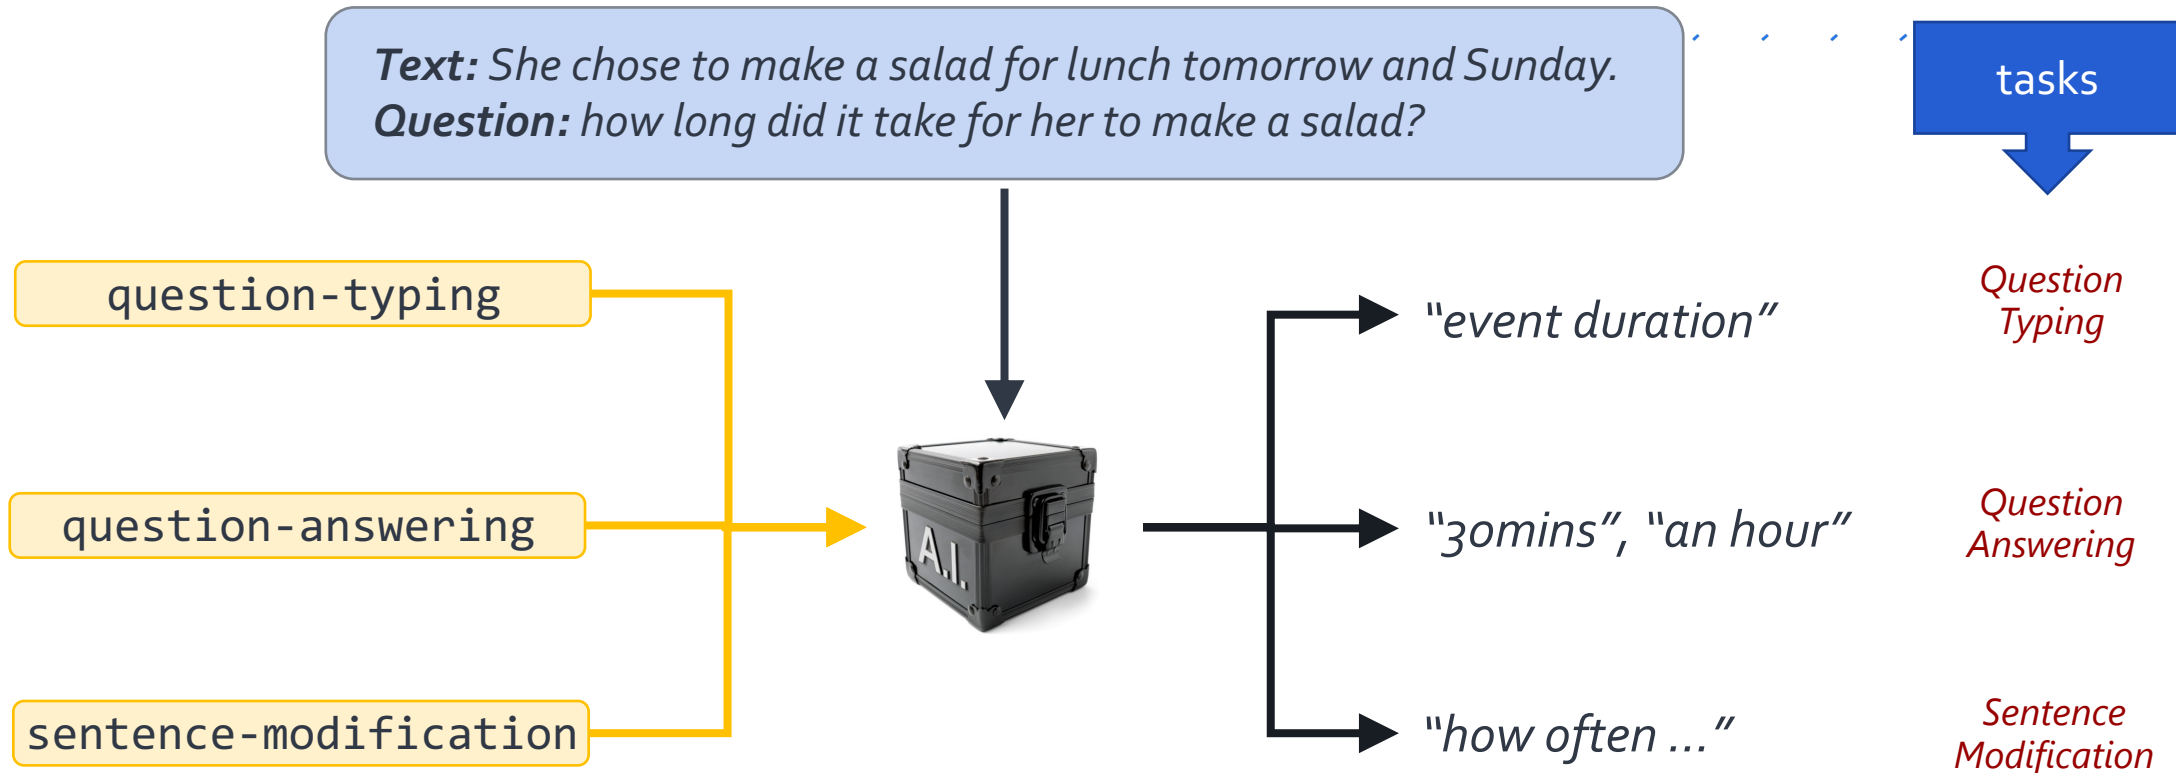 Text: She chose to make a salad for lunch tomorrow and Sunday.
Question: how long did it take for her to make a salad?
tasks
question-typing
"event duration"
Question
Typing
question-answering
A.I.
"30mins", "an hour"
Question
Answering
sentence-modification
"how often ..."
Sentence
Modification